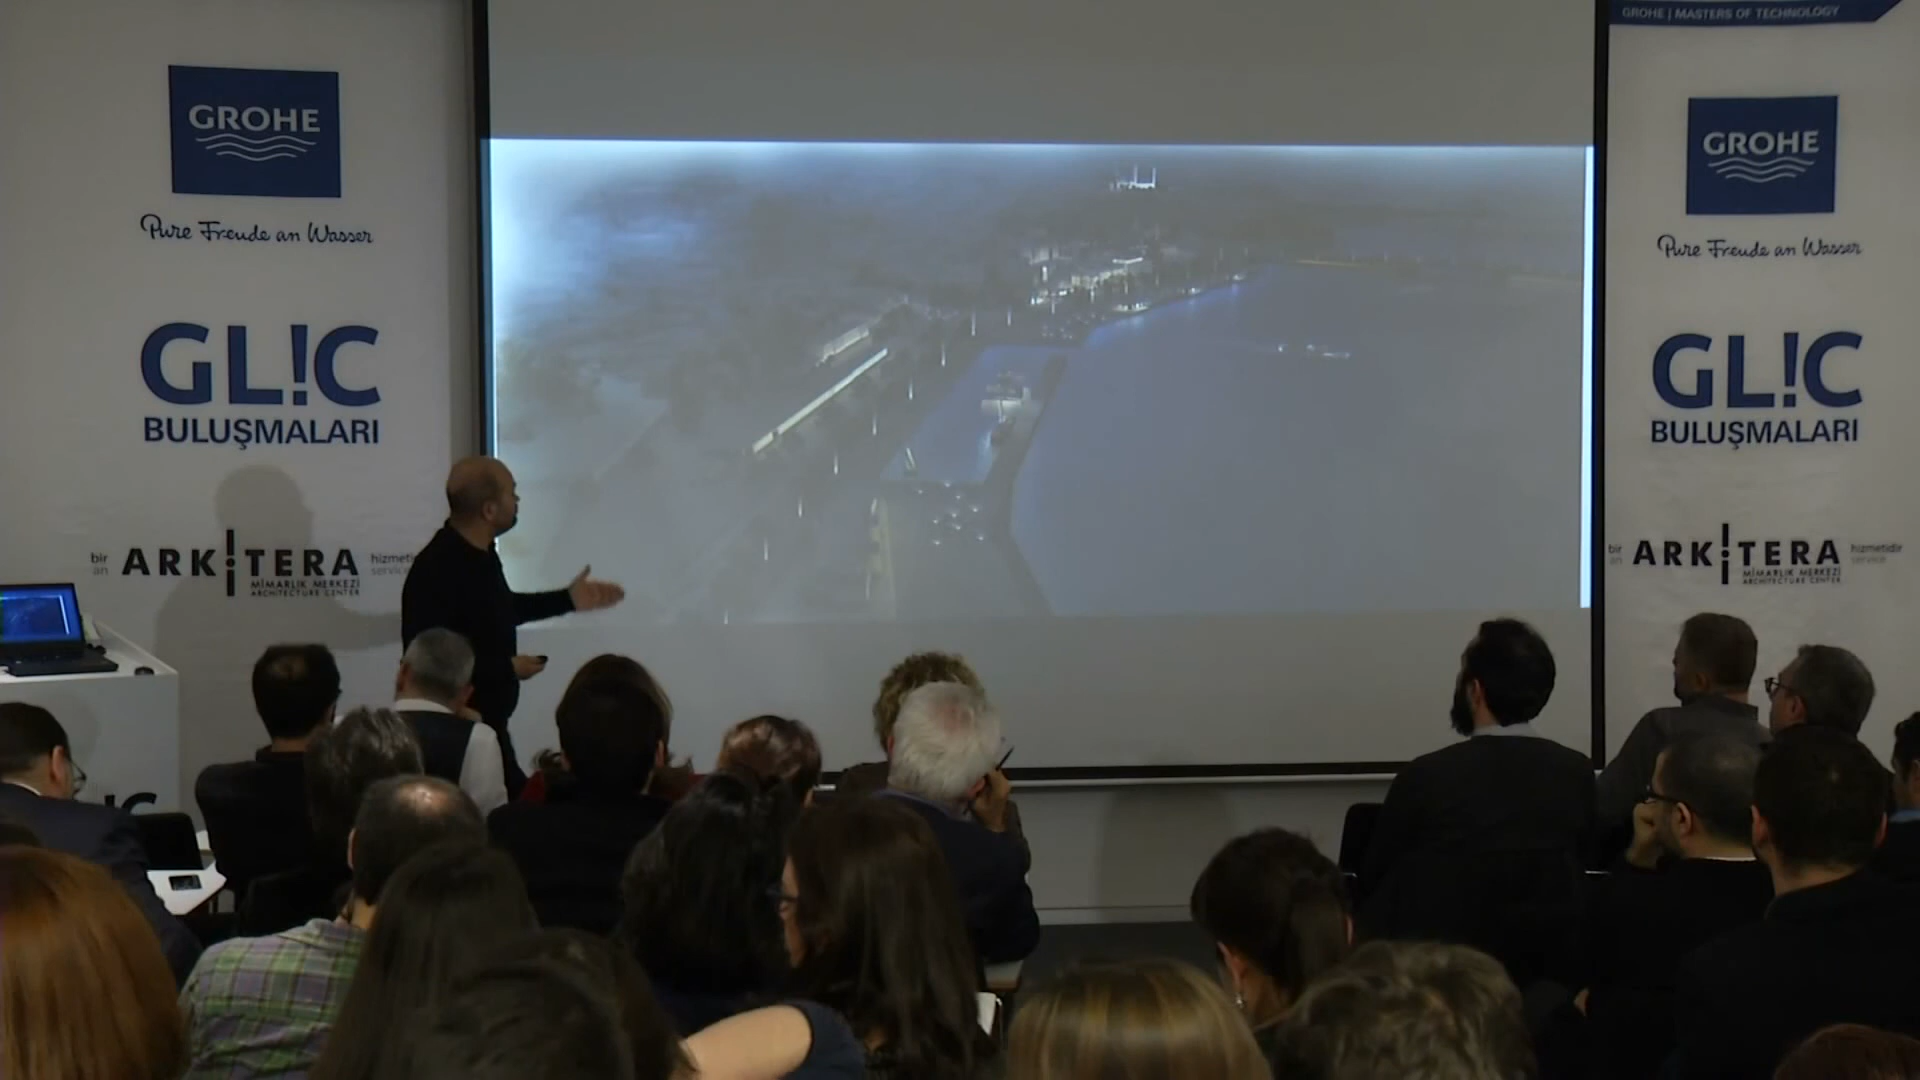 GROHE
Pure Freude an Wasser
GL!C
BULUŞMALARI
bir
an
ARKİTERA
MİMARLIK MERKEZİ
ARCHITECTURE CENTER
hizmetidir
service
GROHE | MASTERS OF TECHNOLOGY
GROHE
Pure Freude an Wasser
GL!C
BULUŞMALARI
bir
an
ARKİTERA
MİMARLIK MERKEZİ
ARCHITECTURE CENTER
hizmetidir
service